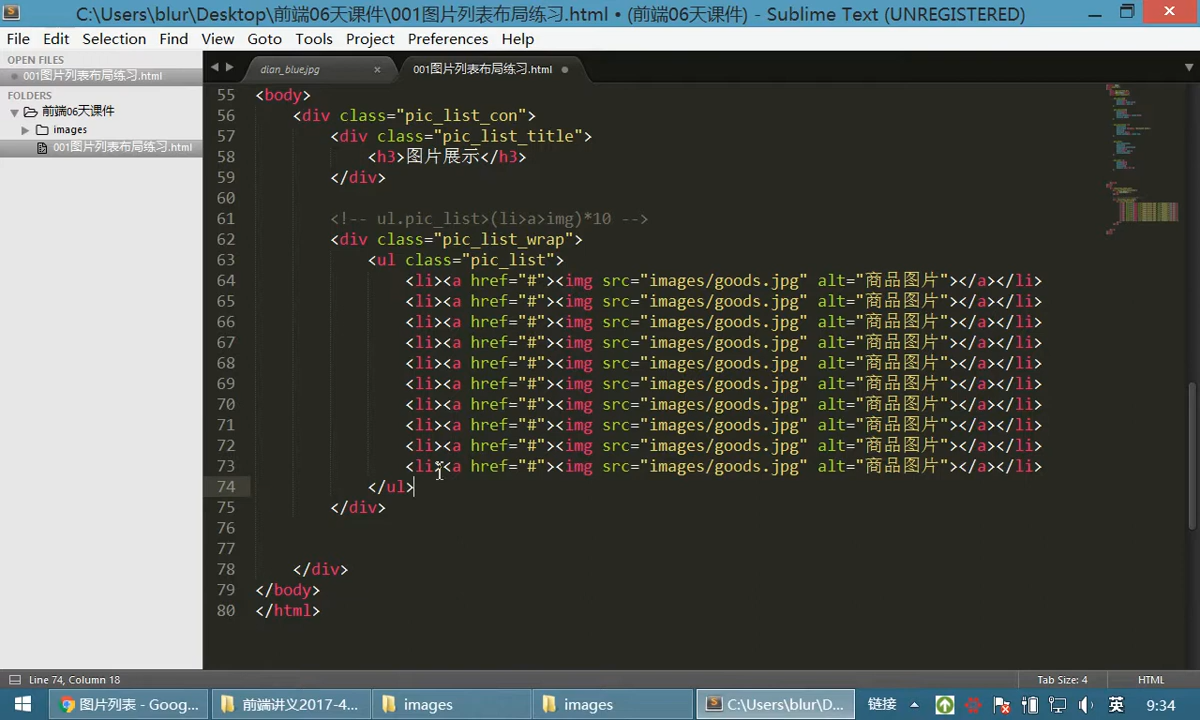 C:\Users\blur\Desktop\前端06天课件\001图片列表布局练习.html • (前端06天课件) - Sublime Text (UNREGISTERED)
File Edit Selection Find View Goto Tools Project Preferences Help
OPEN FILES
001图片列表布局练习.html
FOLDERS
前端06天课件
images
001图片列表布局练习.html
dian_blue.jpg × 001图片列表布局练习.html
55 <body>
56 <div class="pic_list_con">
57 <div class="pic_list_title">
58 <h3>图片展示</h3>
59 </div>
60
61 <!-- ul.pic_list>(li>a>img)*10 -->
62 <div class="pic_list_wrap">
63 <ul class="pic_list">
64 <li><a href="#"><img src="images/goods.jpg" alt="商品图片"></a></li>
65 <li><a href="#"><img src="images/goods.jpg" alt="商品图片"></a></li>
66 <li><a href="#"><img src="images/goods.jpg" alt="商品图片"></a></li>
67 <li><a href="#"><img src="images/goods.jpg" alt="商品图片"></a></li>
68 <li><a href="#"><img src="images/goods.jpg" alt="商品图片"></a></li>
69 <li><a href="#"><img src="images/goods.jpg" alt="商品图片"></a></li>
70 <li><a href="#"><img src="images/goods.jpg" alt="商品图片"></a></li>
71 <li><a href="#"><img src="images/goods.jpg" alt="商品图片"></a></li>
72 <li><a href="#"><img src="images/goods.jpg" alt="商品图片"></a></li>
73 <li><a href="#"><img src="images/goods.jpg" alt="商品图片"></a></li>
74 </ul>
75 </div>
76
77
78 </div>
79 </body>
80 </html>
Line 74, Column 18 Tab Size: 4 HTML
图片列表 - Goog... 前端讲义2017-4... images images C:\Users\blur\D... 链接 英 9:34